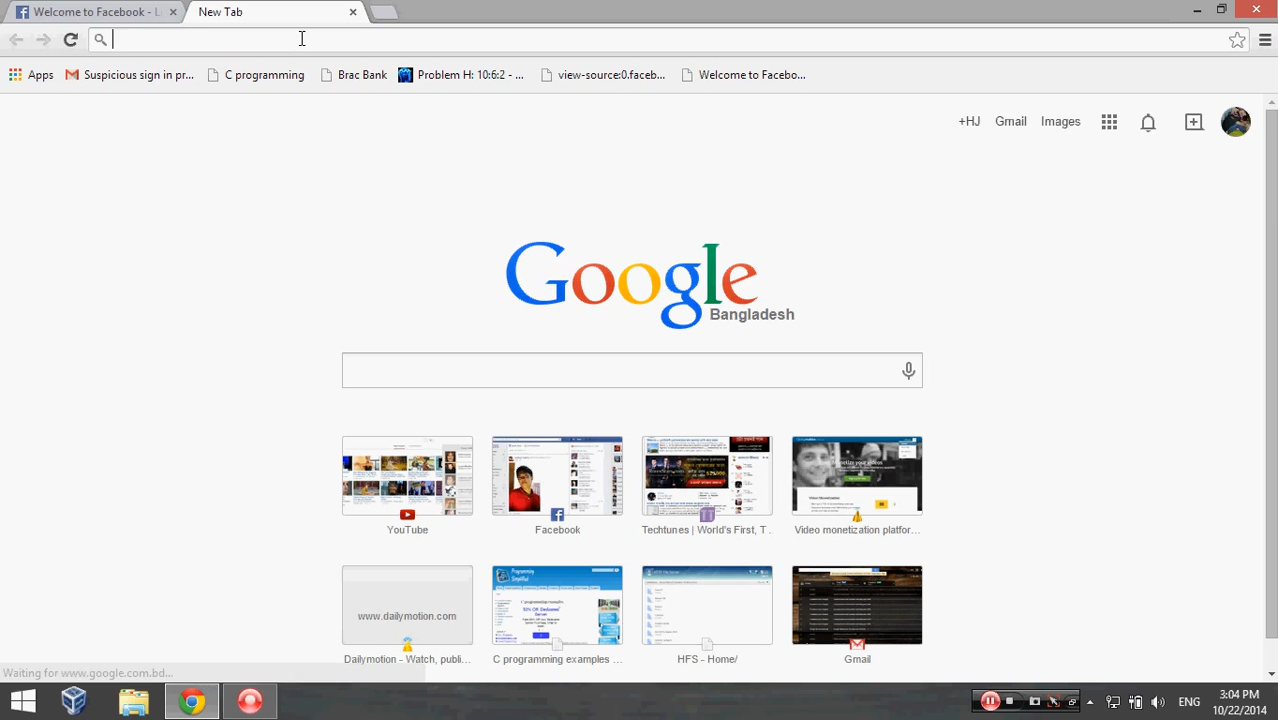 Welcome to Facebook - L
New Tab
Apps
Suspicious sign in pr...
C programming
Brac Bank
Problem H: 10:6:2 - ...
view-source:0.faceb...
Welcome to Facebo...
+HJ
Gmail
Images
Google
Bangladesh
YouTube
Facebook
Techtunes | World's First, T .
Video monetization platfor...
www.dailymotion.com
Dailymotion - Watch, publi...
C programming examples ...
HFS - Home/
Gmail
Waiting for www.google.com.bd...
ENG
3:04 PM
10/22/2014